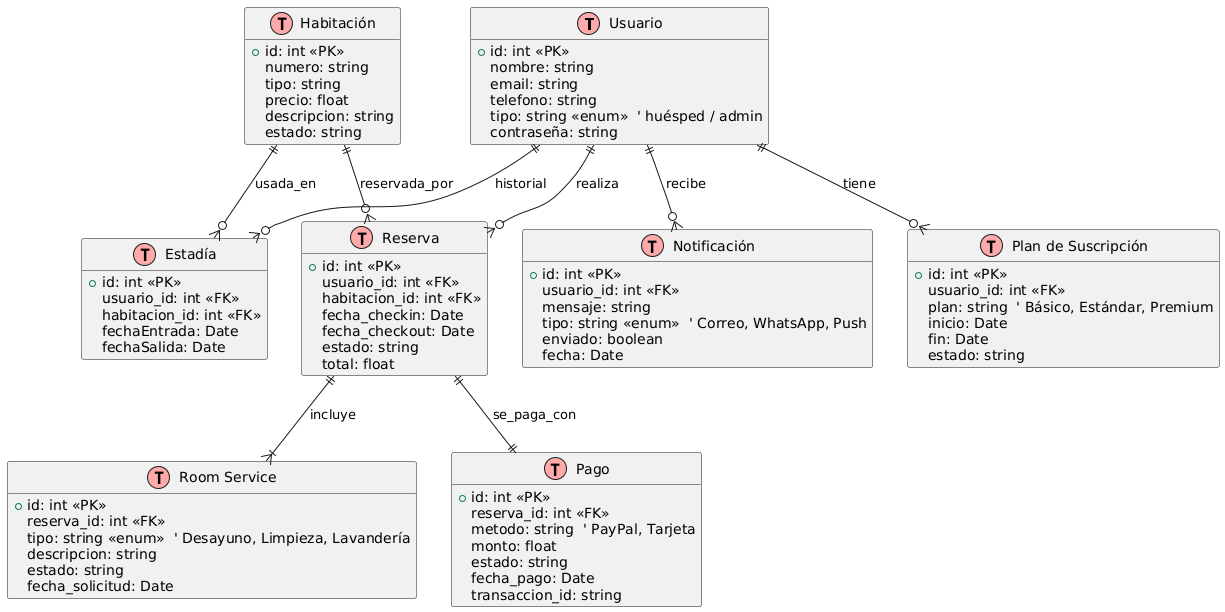 T Habitación
id: int «PK»
numero: string
tipo: string
precio: float
descripcion: string
estado: string
T Usuario
id: int «PK»
nombre: string
email: string
telefono: string
tipo: string «enum»  ' huésped / admin
contraseña: string
usada_en
reservada_por
historial
realiza
recibe
tiene
T Estadía
id: int «PK»
usuario_id: int «FK»
habitacion_id: int «FK»
fechaEntrada: Date
fechaSalida: Date
T Reserva
id: int «PK»
usuario_id: int «FK»
habitacion_id: int «FK»
fecha_checkin: Date
fecha_checkout: Date
estado: string
total: float
T Notificación
id: int «PK»
usuario_id: int «FK»
mensaje: string
tipo: string «enum»  ' Correo, WhatsApp, Push
enviado: boolean
fecha: Date
T Plan de Suscripción
id: int «PK»
usuario_id: int «FK»
plan: string  ' Básico, Estándar, Premium
inicio: Date
fin: Date
estado: string
incluye
se_paga_con
T Room Service
id: int «PK»
reserva_id: int «FK»
tipo: string «enum»  ' Desayuno, Limpieza, Lavandería
descripcion: string
estado: string
fecha_solicitud: Date
T Pago
id: int «PK»
reserva_id: int «FK»
metodo: string  ' PayPal, Tarjeta
monto: float
estado: string
fecha_pago: Date
transaccion_id: string